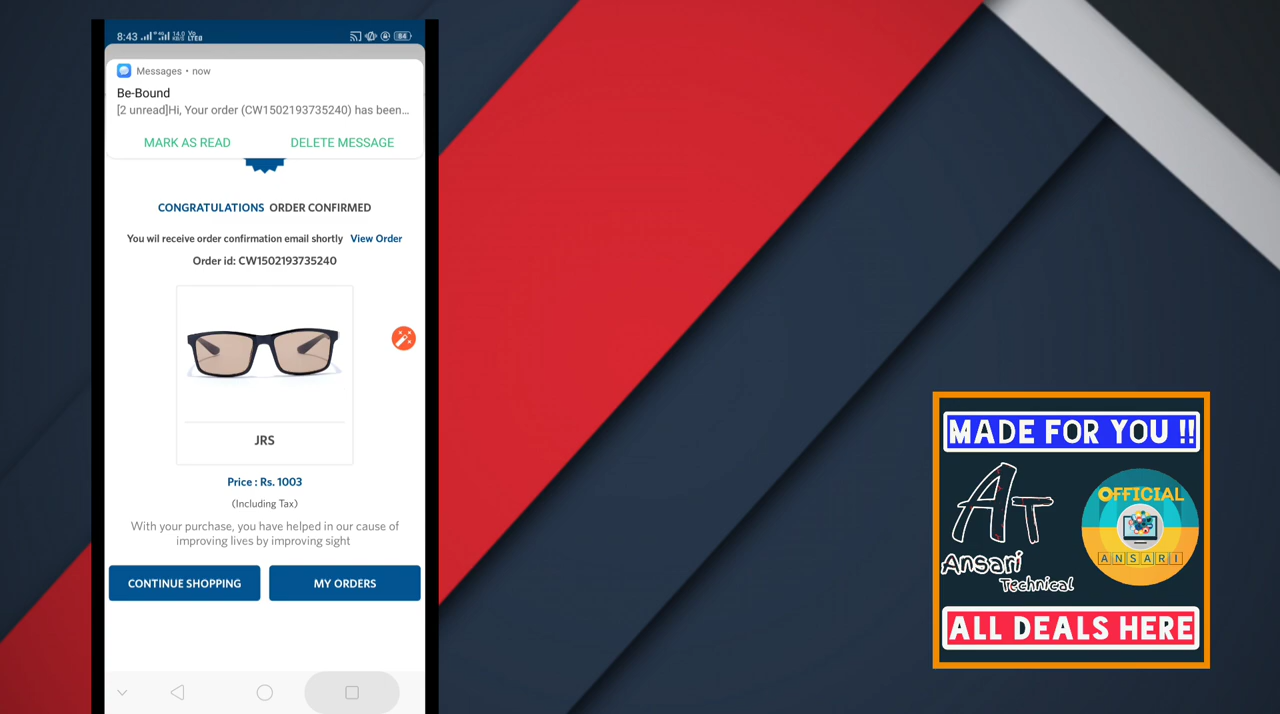 8:43
Messages • now
Be-Bound
[2 unread]Hi, Your order (CW1502193735240) has been...
MARK AS READ DELETE MESSAGE
CONGRATULATIONS ORDER CONFIRMED
You wil receive order confirmation email shortly View Order
Order id: CW1502193735240
JRS
Price : Rs. 1003
(Including Tax)
With your purchase, you have helped in our cause of
improving lives by improving sight
CONTINUE SHOPPING MY ORDERS
MADE FOR YOU !!
AT
Ansari
Technical
OFFICIAL
ANSARI
ALL DEALS HERE